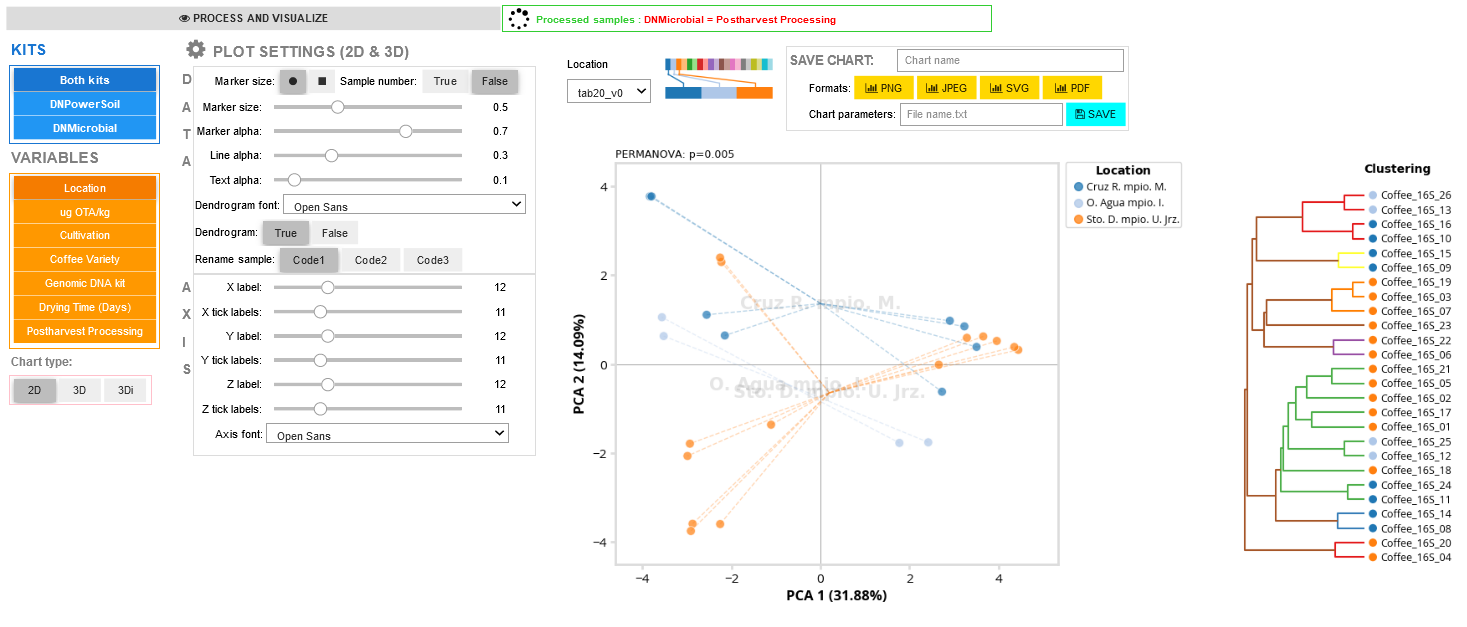 PROCESS AND VISUALIZE
Processed samples : DNMicrobial = Postharvest Processing
KITS
Both kits
DNPowerSoil
DNMicrobial
VARIABLES
Location
ug OTA/kg
Cultivation
Coffee Variety
Genomic DNA kit
Drying Time (Days)
Postharvest Processing
Chart type:
2D 3D 3Di
PLOT SETTINGS (2D & 3D)
D
A
T
A
Marker size: Sample number: True False
Marker size: 0.5
Marker alpha: 0.7
Line alpha: 0.3
Text alpha: 0.1
Dendrogram font: Open Sans
Dendrogram: True False
Rename sample: Code1 Code2 Code3
A
X
I
S
X label: 12
X tick labels: 11
Y label: 12
Y tick labels: 11
Z label: 12
Z tick labels: 11
Axis font: Open Sans
Location
tab20_v0
SAVE CHART: Chart name
Formats: PNG JPEG SVG PDF
Chart parameters: File name.txt SAVE
PERMANOVA: p=0.005
4
2
0
−2
−4
PCA 2 (14.09%)
Cruz R. mpio. M.
O. Agua mpio. I.
Sto. D. mpio. U. Jrz.
−4 −2 0 2 4
PCA 1 (31.88%)
Location
Cruz R. mpio. M.
O. Agua mpio. I.
Sto. D. mpio. U. Jrz.
Clustering
Coffee_16S_26
Coffee_16S_13
Coffee_16S_16
Coffee_16S_10
Coffee_16S_15
Coffee_16S_09
Coffee_16S_19
Coffee_16S_03
Coffee_16S_07
Coffee_16S_23
Coffee_16S_22
Coffee_16S_06
Coffee_16S_21
Coffee_16S_05
Coffee_16S_02
Coffee_16S_17
Coffee_16S_01
Coffee_16S_25
Coffee_16S_12
Coffee_16S_18
Coffee_16S_24
Coffee_16S_11
Coffee_16S_14
Coffee_16S_08
Coffee_16S_20
Coffee_16S_04